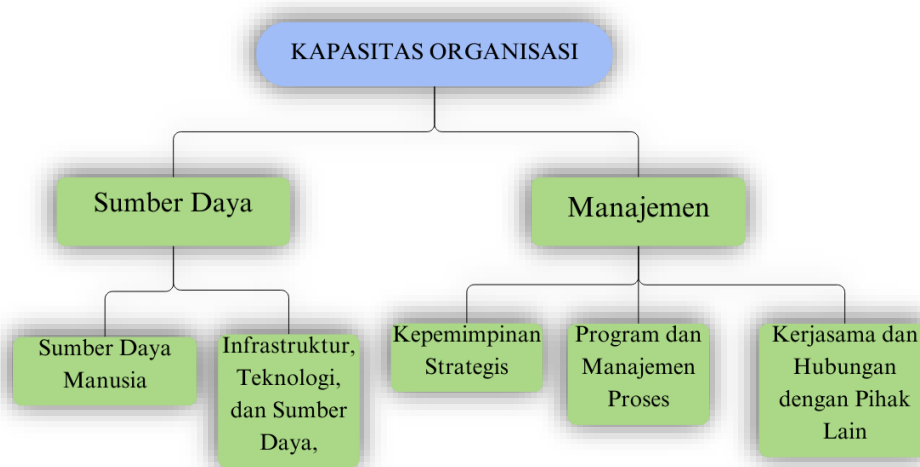 KAPASITAS ORGANISASI
Sumber Daya
Manajemen
Sumber Daya
Manusia
Infrastruktur,
Teknologi,
dan Sumber
Daya,
Kepemimpinan
Strategis
Program dan
Manajemen
Proses
Kerjasama dan
Hubungan
dengan Pihak
Lain